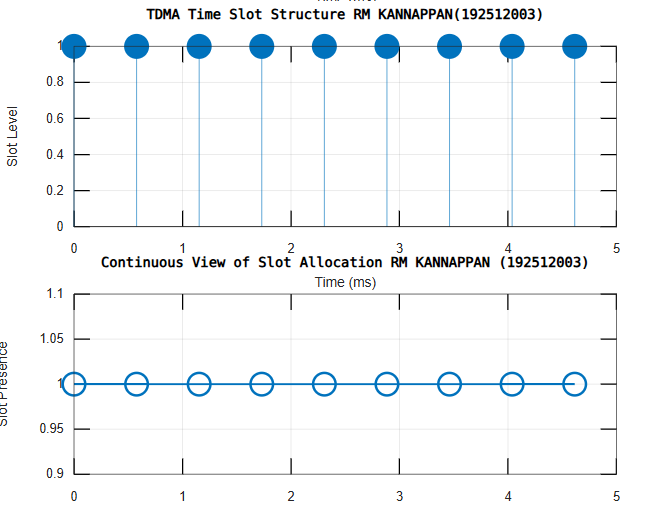 TDMA Time Slot Structure RM KANNAPPAN(192512003)
1
0.8
0.6
0.4
0.2
0
Slot Level
0 1 2 3 4 5
Continuous View of Slot Allocation RM KANNAPPAN (192512003)
Time (ms)
1.1
1.05
1
0.95
0.9
Slot Presence
0 1 2 3 4 5